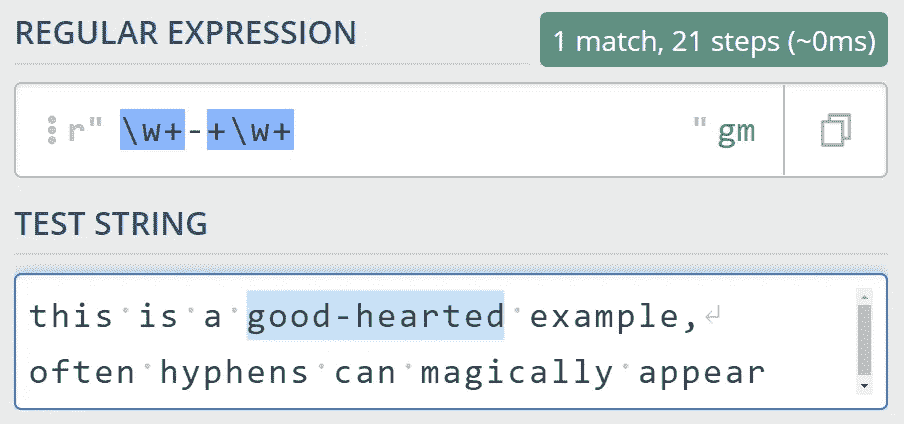 REGULAR EXPRESSION
1 match, 21 steps (~0ms)
r" \w+-+\w+ " gm
TEST STRING
this is a good-hearted example,
often hyphens can magically appear